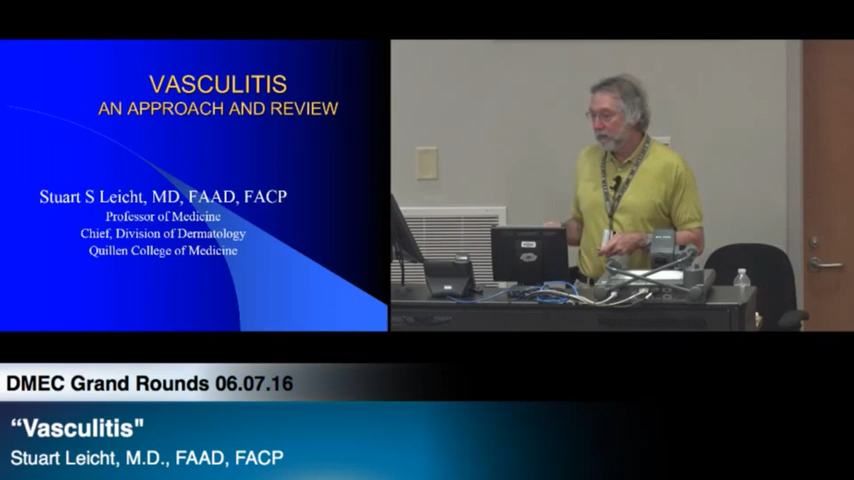 VASCULITIS
AN APPROACH AND REVIEW
Stuart S Leicht, MD, FAAD, FACP
Professor of Medicine
Chief, Division of Dermatology
Quillen College of Medicine
DMEC Grand Rounds 06.07.16
“Vasculitis"
Stuart Leicht, M.D., FAAD, FACP